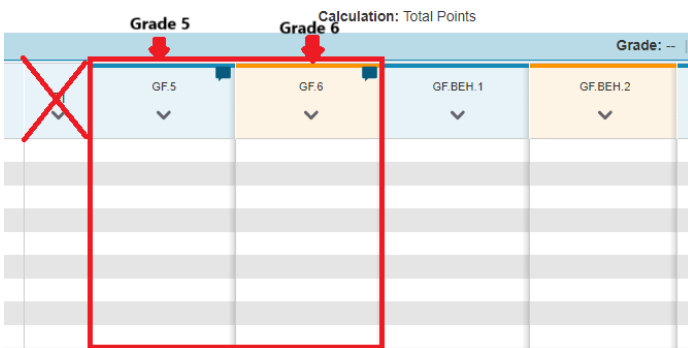 Calculation: Total Points
Grade 5
Grade 6
Grade: -- |
GF.5
GF.6
GF.BEH.1
GF.BEH.2